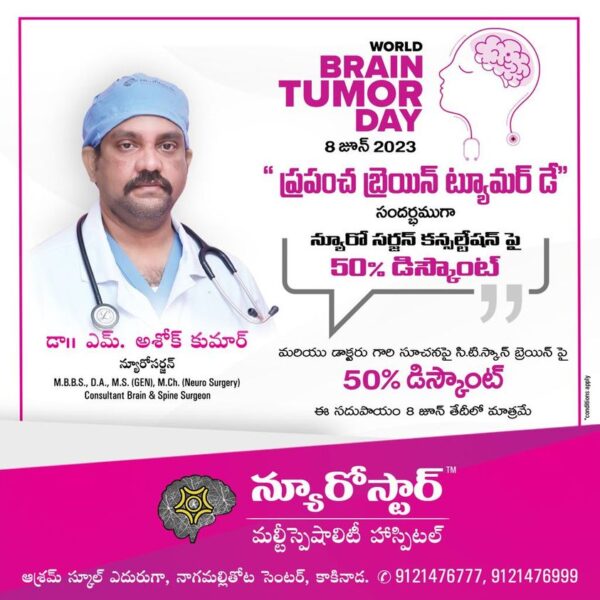 WORLD
BRAIN
TUMOR
DAY
8 జూన్ 2023
“ ప్రపంచ బ్రెయిన్ ట్యూమర్ డే”
సందర్భముగా
న్యూరో సర్జన్ కన్సల్టేషన్ పై
50% డిస్కౌంట్
డా॥ ఎమ్. అశోక్ కుమార్
న్యూరోసర్జన్
M.B.B.S., D.A., M.S. (GEN), M.Ch. (Neuro Surgery)
Consultant Brain & Spine Surgeon
మరియు డాక్టరు గారి సూచనపై సి.టి.స్కాన్ బ్రెయిన్ పై
50% డిస్కౌంట్
ఈ సదుపాయం 8 జూన్ తేదీలో మాత్రమే
*conditions apply
న్యూరోస్టార్™
మల్టీస్పెషాలిటీ హాస్పిటల్
ఆశ్రమ్ స్కూల్ ఎదురుగా, నాగమల్లితోట సెంటర్, కాకినాడ. ✆ 9121476777, 9121476999